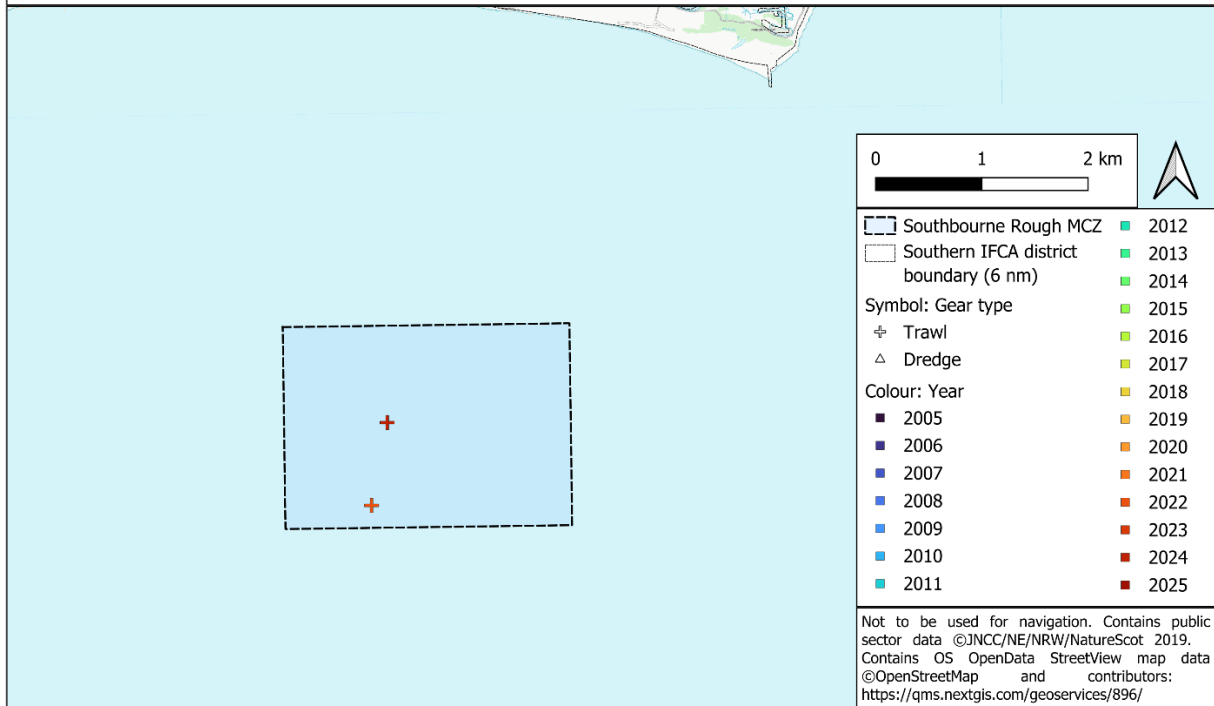 0 1 2 km
Southbourne Rough MCZ
Southern IFCA district
boundary (6 nm)
Symbol: Gear type
Trawl
Dredge
Colour: Year
2005
2006
2007
2008
2009
2010
2011
2012
2013
2014
2015
2016
2017
2018
2019
2020
2021
2022
2023
2024
2025
Not to be used for navigation. Contains public
sector data ©JNCC/NE/NRW/NatureScot 2019.
Contains OS OpenData StreetView map data
©OpenStreetMap and contributors:
https://qms.nextgis.com/geoservices/896/